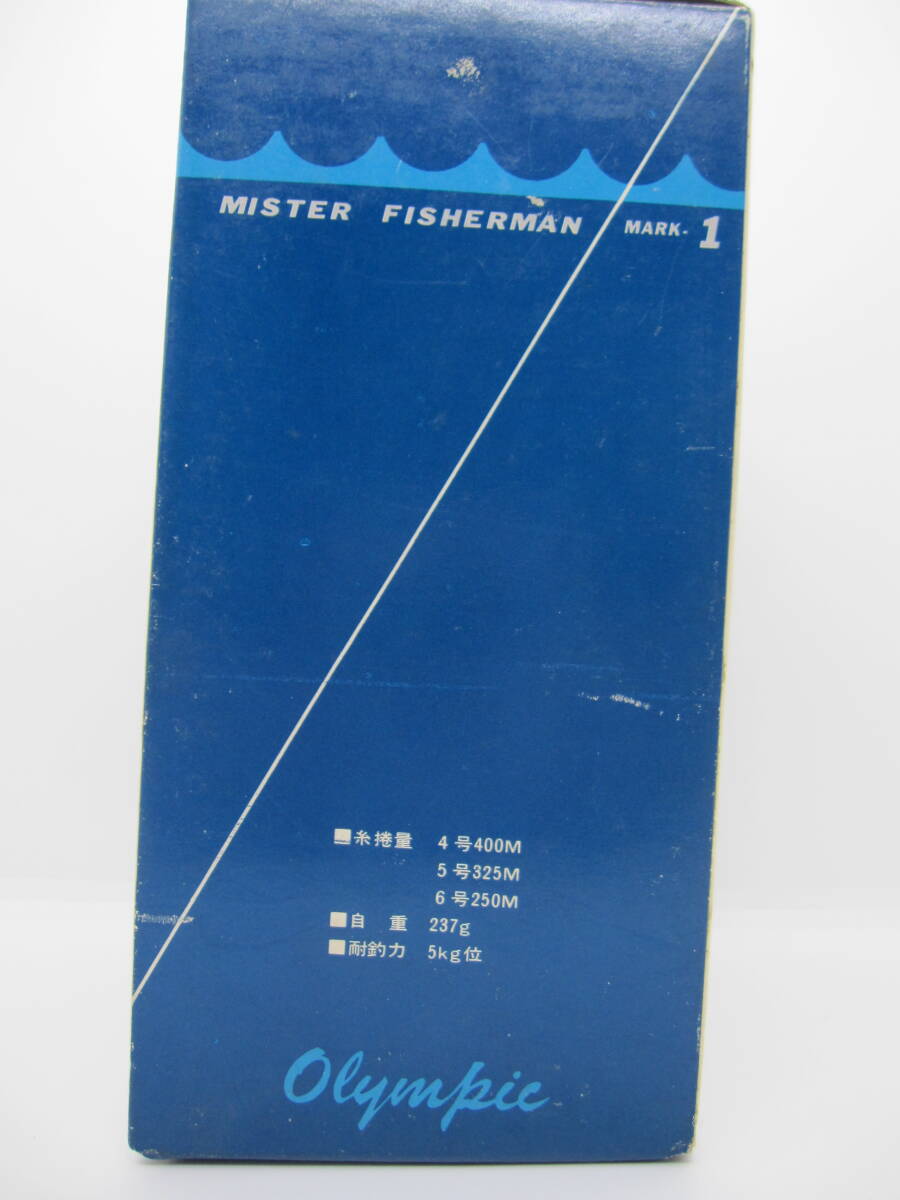 MISTER FISHERMAN MARK-1
■糸捲量 4号400M
5号325M
6号250M
■自重 237g
■耐釣力 5kg位
Olympic